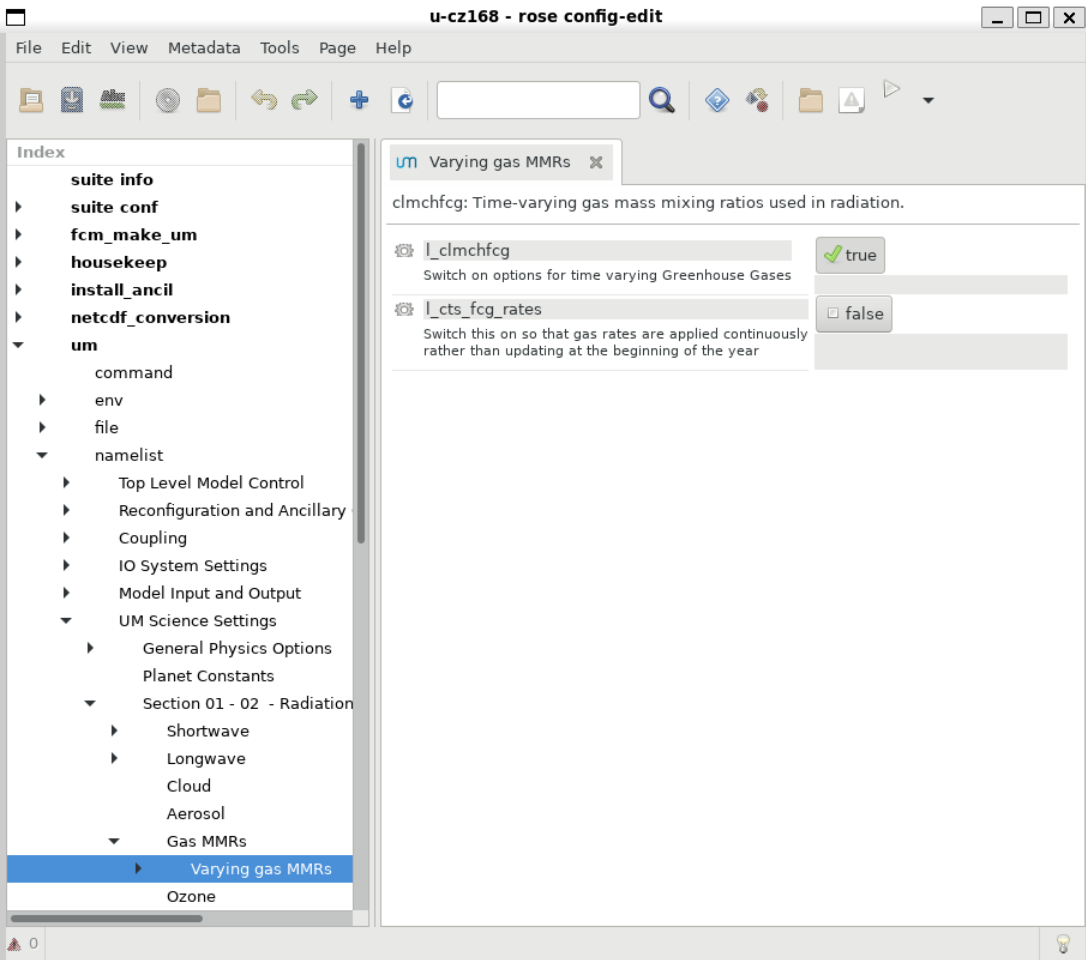 u-cz168 - rose config-edit
File Edit View Metadata Tools Page Help
Index
suite info
suite conf
fcm_make_um
housekeep
install_ancil
netcdf_conversion
um
command
env
file
namelist
Top Level Model Control
Reconfiguration and Ancillary
Coupling
IO System Settings
Model Input and Output
UM Science Settings
General Physics Options
Planet Constants
Section 01 - 02  - Radiation
Shortwave
Longwave
Cloud
Aerosol
Gas MMRs
Varying gas MMRs
Ozone
um Varying gas MMRs
clmchfcg: Time-varying gas mass mixing ratios used in radiation.
l_clmchfcg true
Switch on options for time varying Greenhouse Gases
l_cts_fcg_rates false
Switch this on so that gas rates are applied continuously
rather than updating at the beginning of the year
0